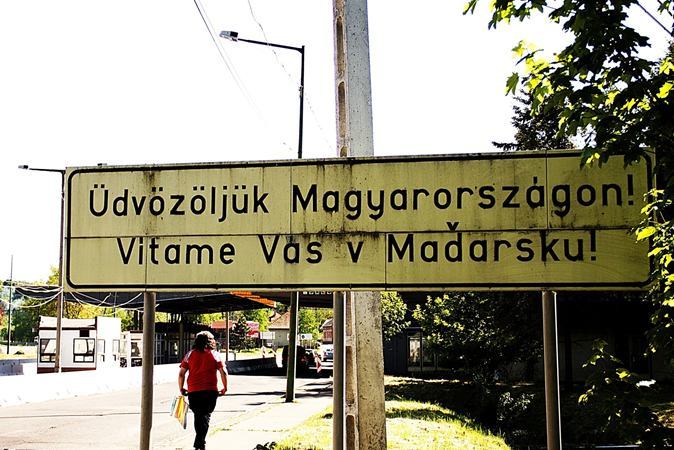 Üdvözöljük Magyarországon!
Vitame Vás v Maďarsku!